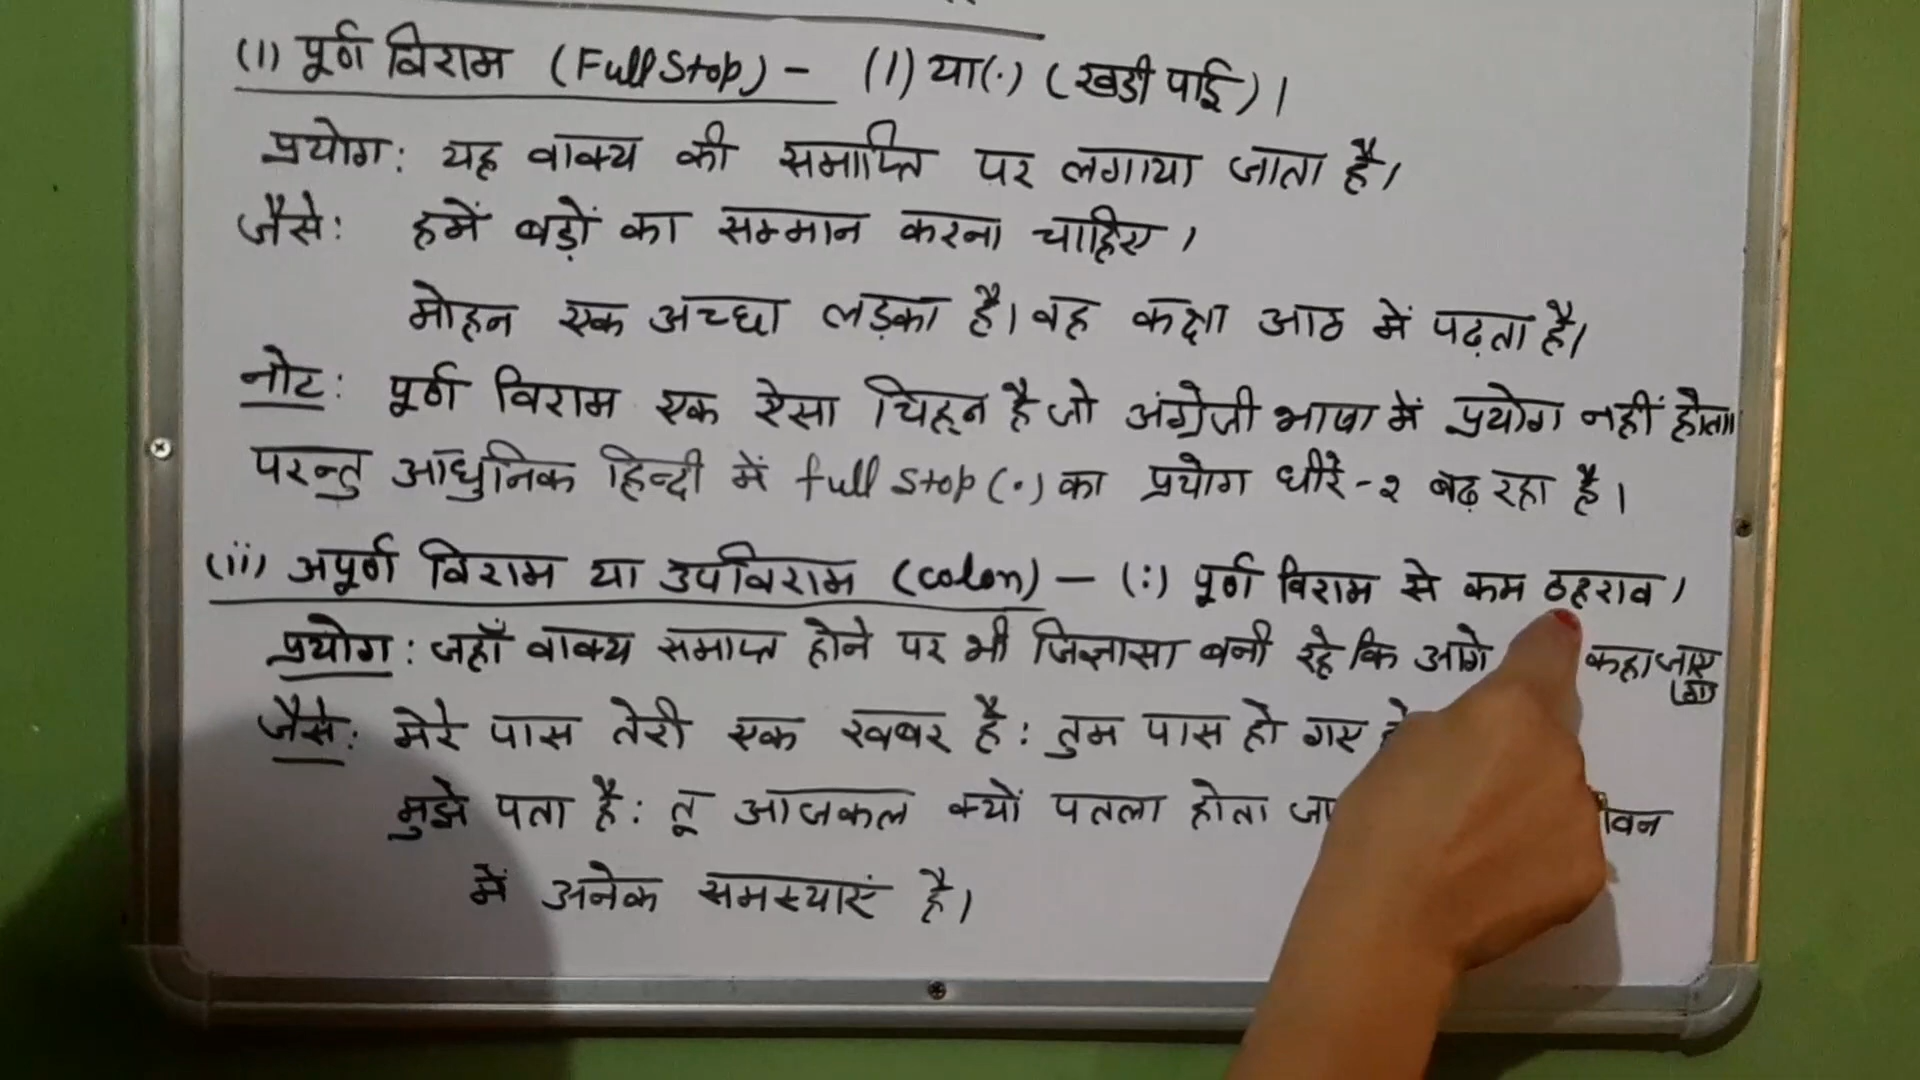 (i) पूर्ण विराम (Full Stop) - (।) या (.) (खडी पाई)।
प्रयोग: यह वाक्य की समाप्ति पर लगाया जाता है।
जैसे: हमें बड़ों का सम्मान करना चाहिए।
मोहन एक अच्छा लड़का है। वह कक्षा आठ में पढ़ता है।
नोट: पूर्ण विराम एक ऐसा चिह्न है जो अंग्रेजी भाषा में प्रयोग नहीं होता॥
परन्तु आधुनिक हिन्दी में full stop (.) का प्रयोग धीरे-२ बढ़ रहा है।
(ii) अपूर्ण विराम या उपविराम (colon) - (:) पूर्ण विराम से कम ठहराव।
प्रयोग: जहाँ वाक्य समाप्त होने पर भी जिज्ञासा बनी रहे कि आगे कहा जाए
गा
जैसे: मेरे पास तेरी एक खबर है: तुम पास हो गए
मुझे पता है: तू आजकल क्यों पतला होता
में अनेक समस्याएं है।